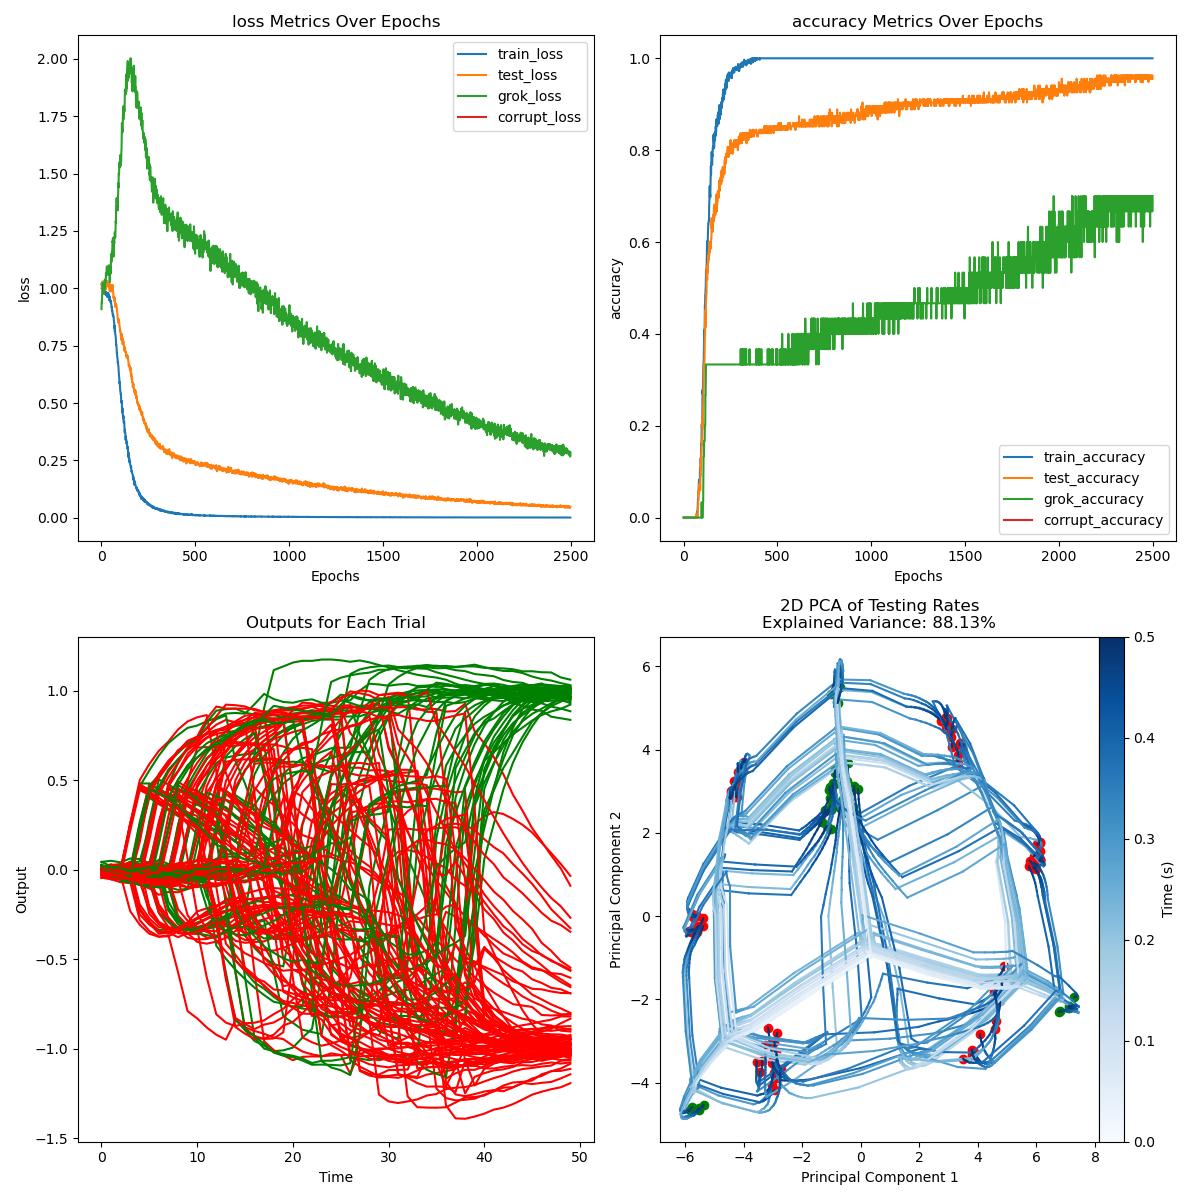 loss Metrics Over Epochs
2.00
1.75
1.50
1.25
1.00
0.75
0.50
0.25
0.00
loss
0
500
1000
1500
2000
2500
Epochs
train_loss
test_loss
grok_loss
corrupt_loss
accuracy Metrics Over Epochs
1.0
0.8
0.6
0.4
0.2
0.0
accuracy
0
500
1000
1500
2000
2500
Epochs
train_accuracy
test_accuracy
grok_accuracy
corrupt_accuracy
Outputs for Each Trial
1.0
0.5
0.0
−0.5
−1.0
−1.5
Output
0
10
20
30
40
50
Time
2D PCA of Testing Rates
Explained Variance: 88.13%
6
4
2
0
−2
−4
Principal Component 2
−6
−4
−2
0
2
4
6
8
Principal Component 1
0.5
0.4
0.3
0.2
0.1
0.0
Time (s)